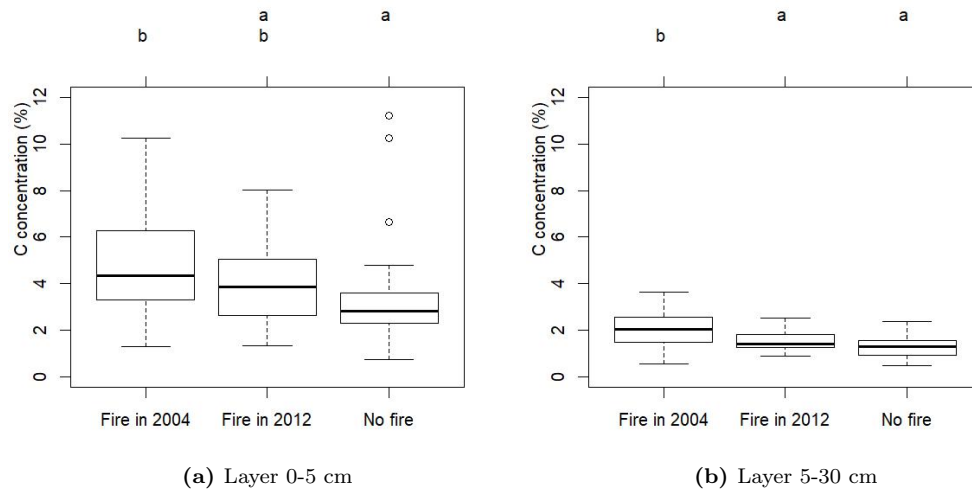 a a a a
b b b
C concentration (%)
12
10
8
6
4
2
0
Fire in 2004 Fire in 2012 No fire
(a) Layer 0-5 cm
C concentration (%)
12
10
8
6
4
2
0
Fire in 2004 Fire in 2012 No fire
(b) Layer 5-30 cm